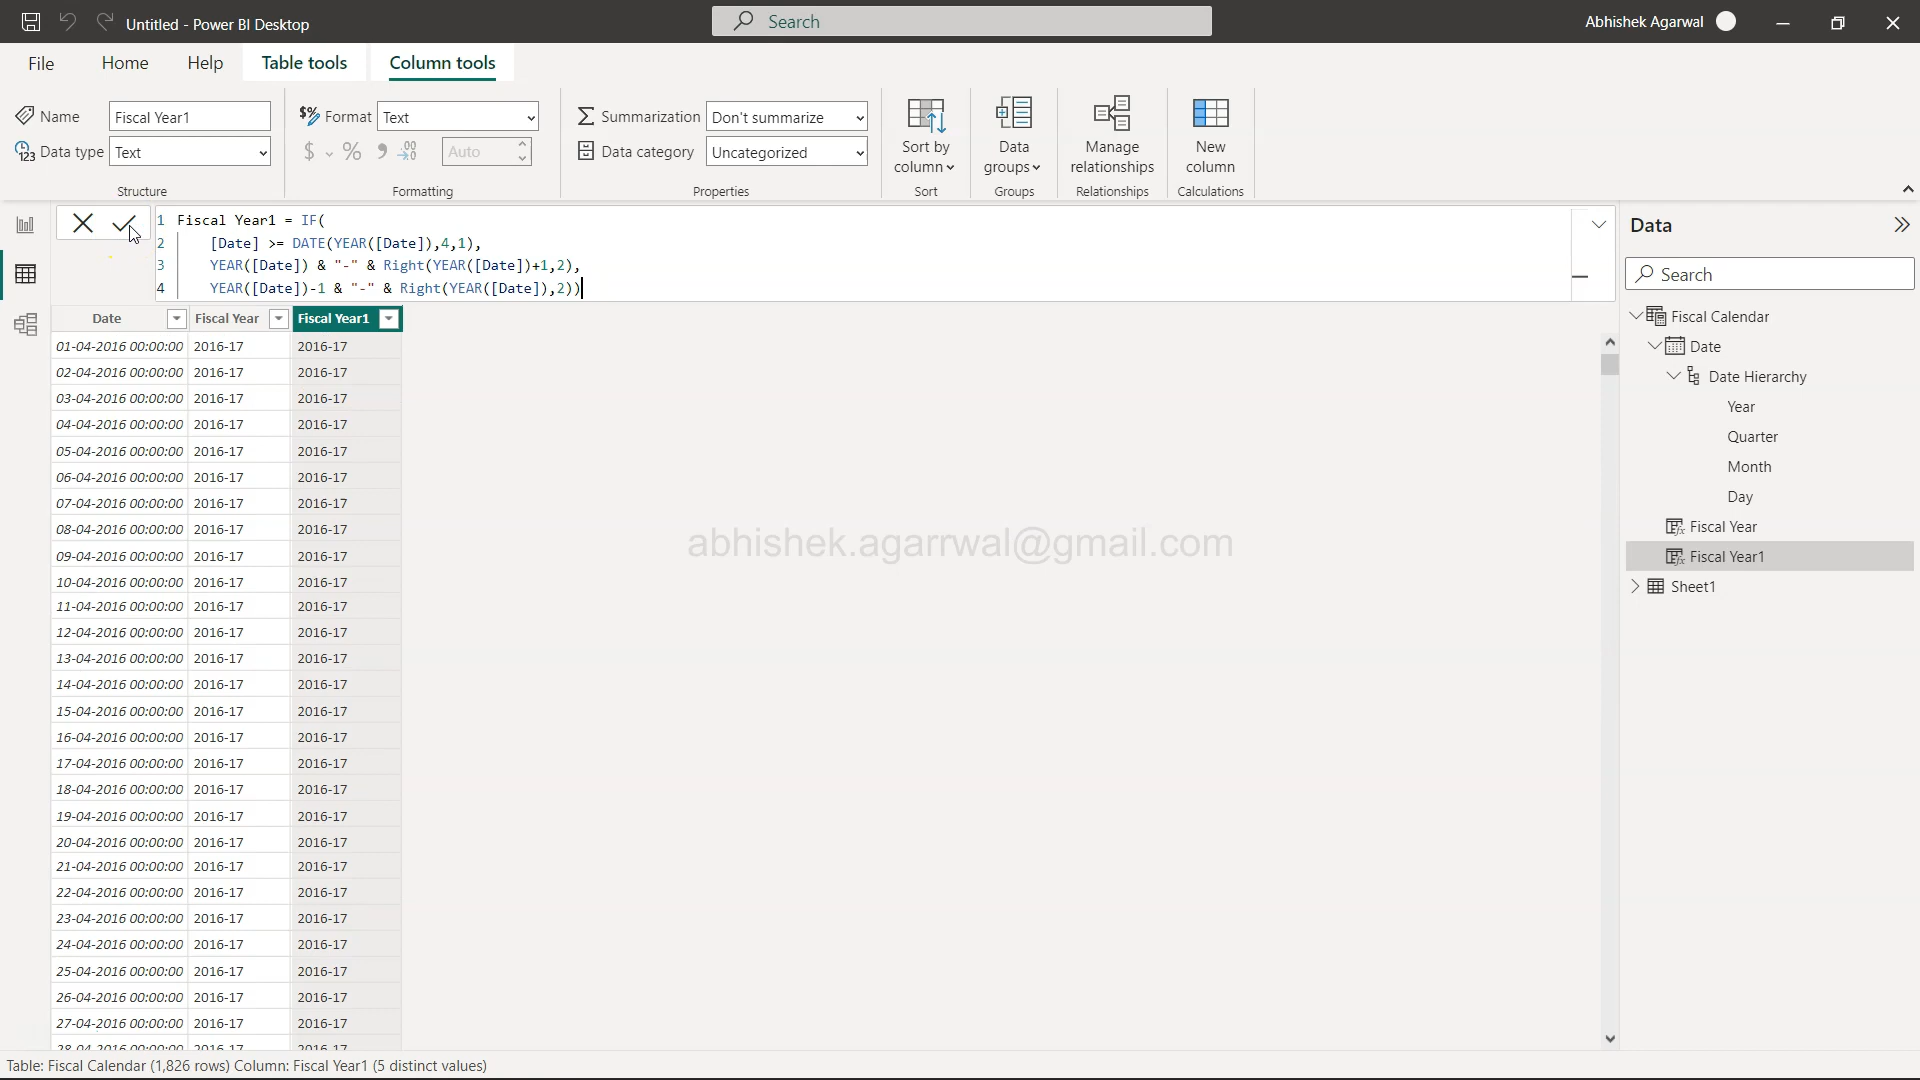 Untitled - Power BI Desktop
Search
Abhishek Agarwal
File Home Help Table tools Column tools
Name Fiscal Year1
Data type Text
Structure
Format Text
$ % 9 .00 Auto
Formatting
Summarization Don't summarize
Data category Uncategorized
Properties
Sort by
column
Sort
Data
groups
Groups
Manage
relationships
Relationships
New
column
Calculations
1 Fiscal Year1 = IF(
2 [Date] >= DATE(YEAR([Date]),4,1),
3 YEAR([Date]) & "-" & Right(YEAR([Date])+1,2),
4 YEAR([Date])-1 & "-" & Right(YEAR([Date]),2))
Date Fiscal Year Fiscal Year1
01-04-2016 00:00:00 2016-17 2016-17
02-04-2016 00:00:00 2016-17 2016-17
03-04-2016 00:00:00 2016-17 2016-17
04-04-2016 00:00:00 2016-17 2016-17
05-04-2016 00:00:00 2016-17 2016-17
06-04-2016 00:00:00 2016-17 2016-17
07-04-2016 00:00:00 2016-17 2016-17
08-04-2016 00:00:00 2016-17 2016-17
09-04-2016 00:00:00 2016-17 2016-17
10-04-2016 00:00:00 2016-17 2016-17
11-04-2016 00:00:00 2016-17 2016-17
12-04-2016 00:00:00 2016-17 2016-17
13-04-2016 00:00:00 2016-17 2016-17
14-04-2016 00:00:00 2016-17 2016-17
15-04-2016 00:00:00 2016-17 2016-17
16-04-2016 00:00:00 2016-17 2016-17
17-04-2016 00:00:00 2016-17 2016-17
18-04-2016 00:00:00 2016-17 2016-17
19-04-2016 00:00:00 2016-17 2016-17
20-04-2016 00:00:00 2016-17 2016-17
21-04-2016 00:00:00 2016-17 2016-17
22-04-2016 00:00:00 2016-17 2016-17
23-04-2016 00:00:00 2016-17 2016-17
24-04-2016 00:00:00 2016-17 2016-17
25-04-2016 00:00:00 2016-17 2016-17
26-04-2016 00:00:00 2016-17 2016-17
27-04-2016 00:00:00 2016-17 2016-17
28-04-2016 00:00:00 2016-17 2016-17
abhishek.agarrwal@gmail.com
Data
Search
Fiscal Calendar
Date
Date Hierarchy
Year
Quarter
Month
Day
Fiscal Year
Fiscal Year1
Sheet1
Table: Fiscal Calendar (1,826 rows) Column: Fiscal Year1 (5 distinct values)